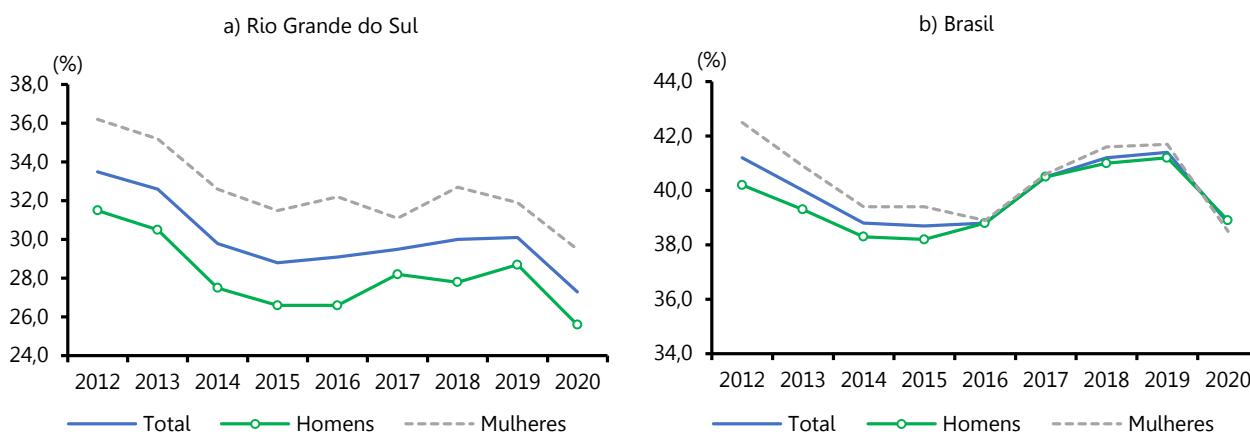 a) Rio Grande do Sul
(%)
38,0
36,0
34,0
32,0
30,0
28,0
26,0
24,0
2012 2013 2014 2015 2016 2017 2018 2019 2020
Total Homens Mulheres
b) Brasil
(%)
44,0
42,0
40,0
38,0
36,0
34,0
2012 2013 2014 2015 2016 2017 2018 2019 2020
Total Homens Mulheres